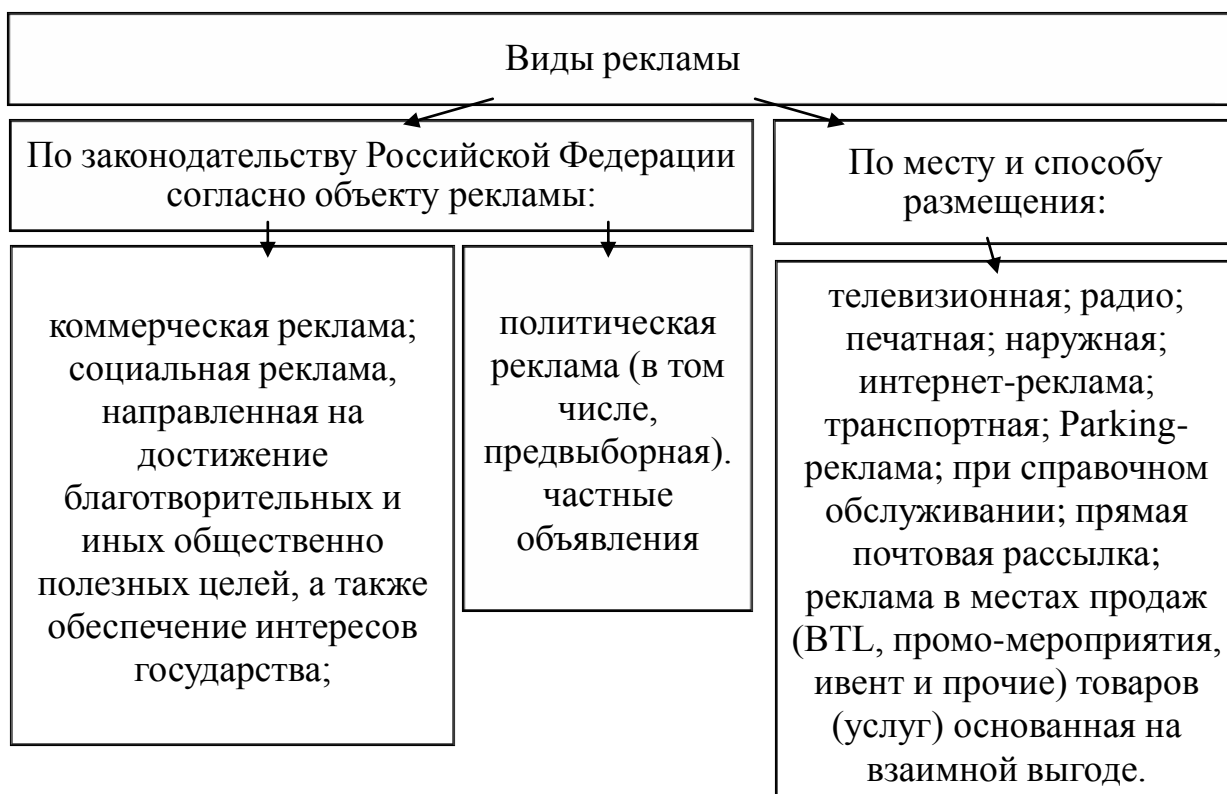 Виды рекламы
По законодательству Российской Федерации
согласно объекту рекламы:
коммерческая реклама;
социальная реклама,
направленная на
достижение
благотворительных и
иных общественно
полезных целей, а также
обеспечение интересов
государства;
политическая
реклама (в том
числе,
предвыборная).
частные
объявления
По месту и способу
размещения:
телевизионная; радио;
печатная; наружная;
интернет-реклама;
транспортная; Parking-
реклама; при справочном
обслуживании; прямая
почтовая рассылка;
реклама в местах продаж
(BTL, промо-мероприятия,
ивент и прочие) товаров
(услуг) основанная на
взаимной выгоде.